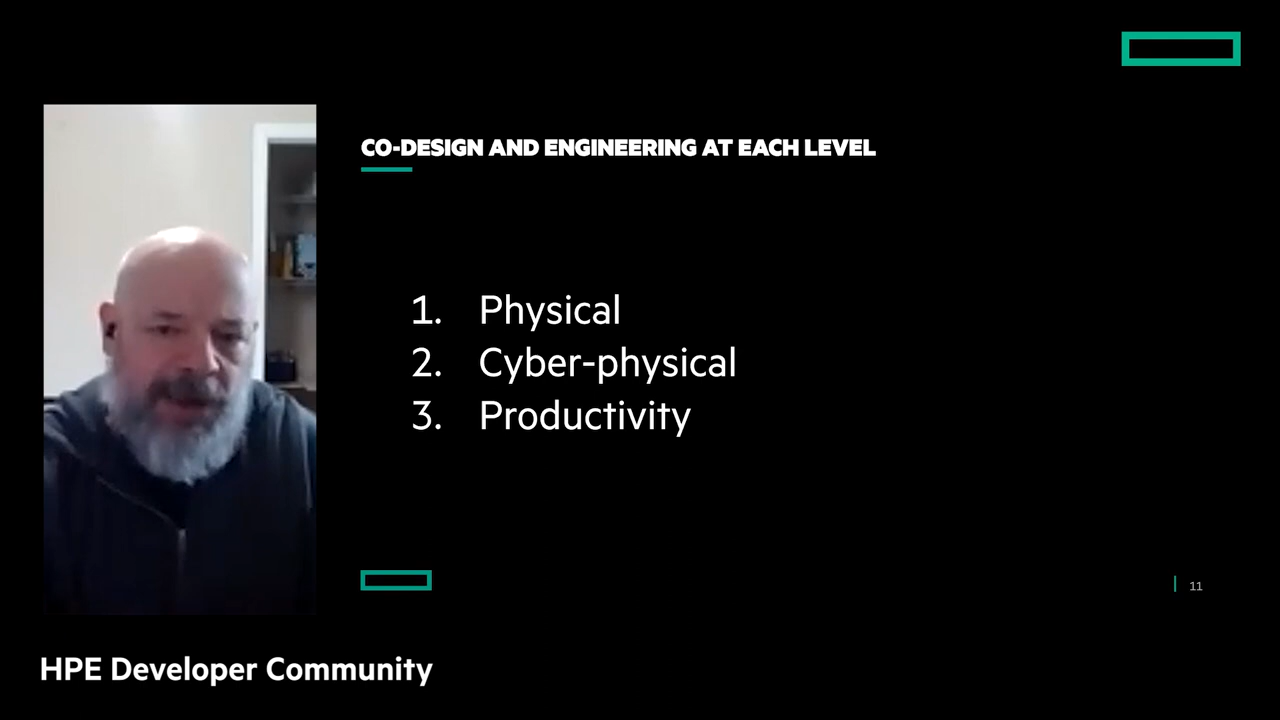 CO-DESIGN AND ENGINEERING AT EACH LEVEL
1. Physical
2. Cyber-physical
3. Productivity
11
HPE Developer Community